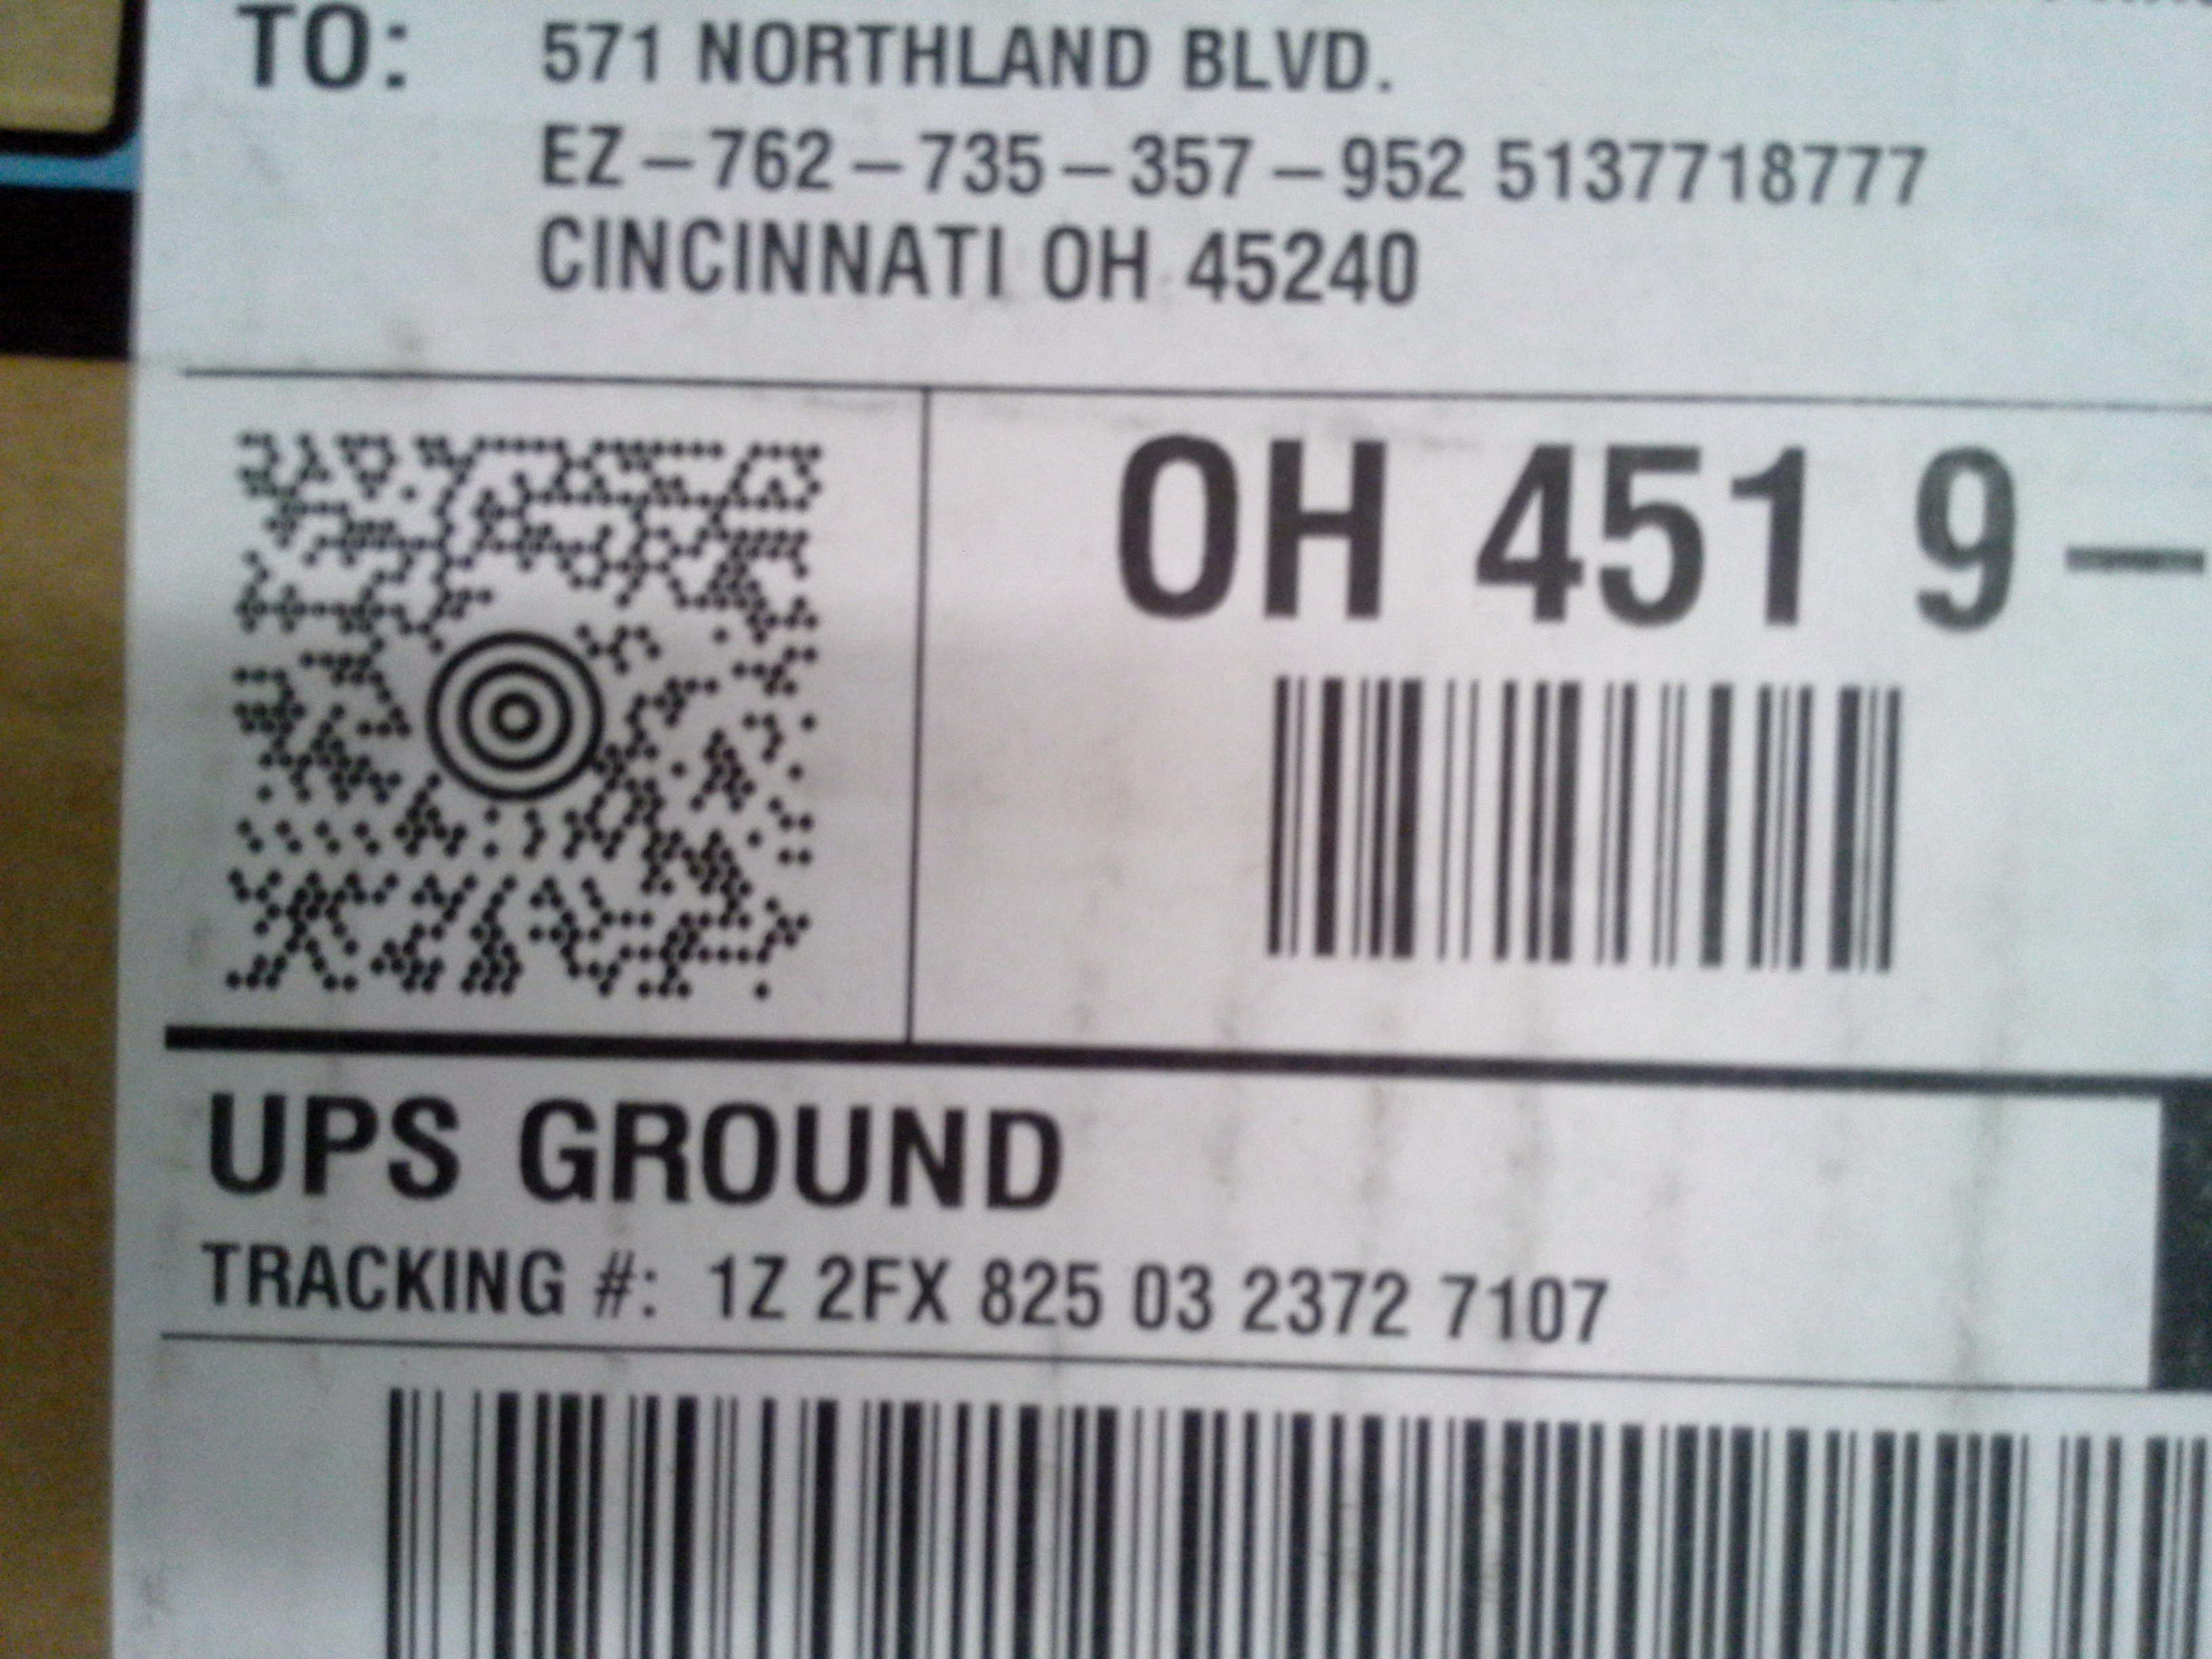 TO: 571 NORTHLAND BLVD.
EZ-762-735-357-952 5137718777
CINCINNATI OH 45240
OH 451 9-
UPS GROUND
TRACKING #: 1Z 2FX 825 03 2372 7107